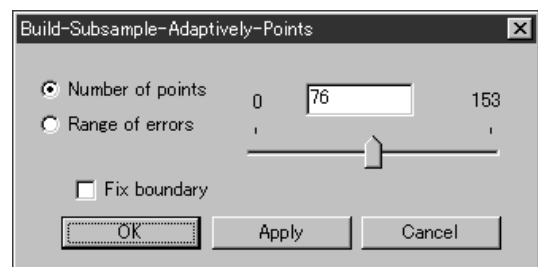 Build-Subsample-Adaptively-Points
Number of points
0
76
153
Range of errors
Fix boundary
OK
Apply
Cancel